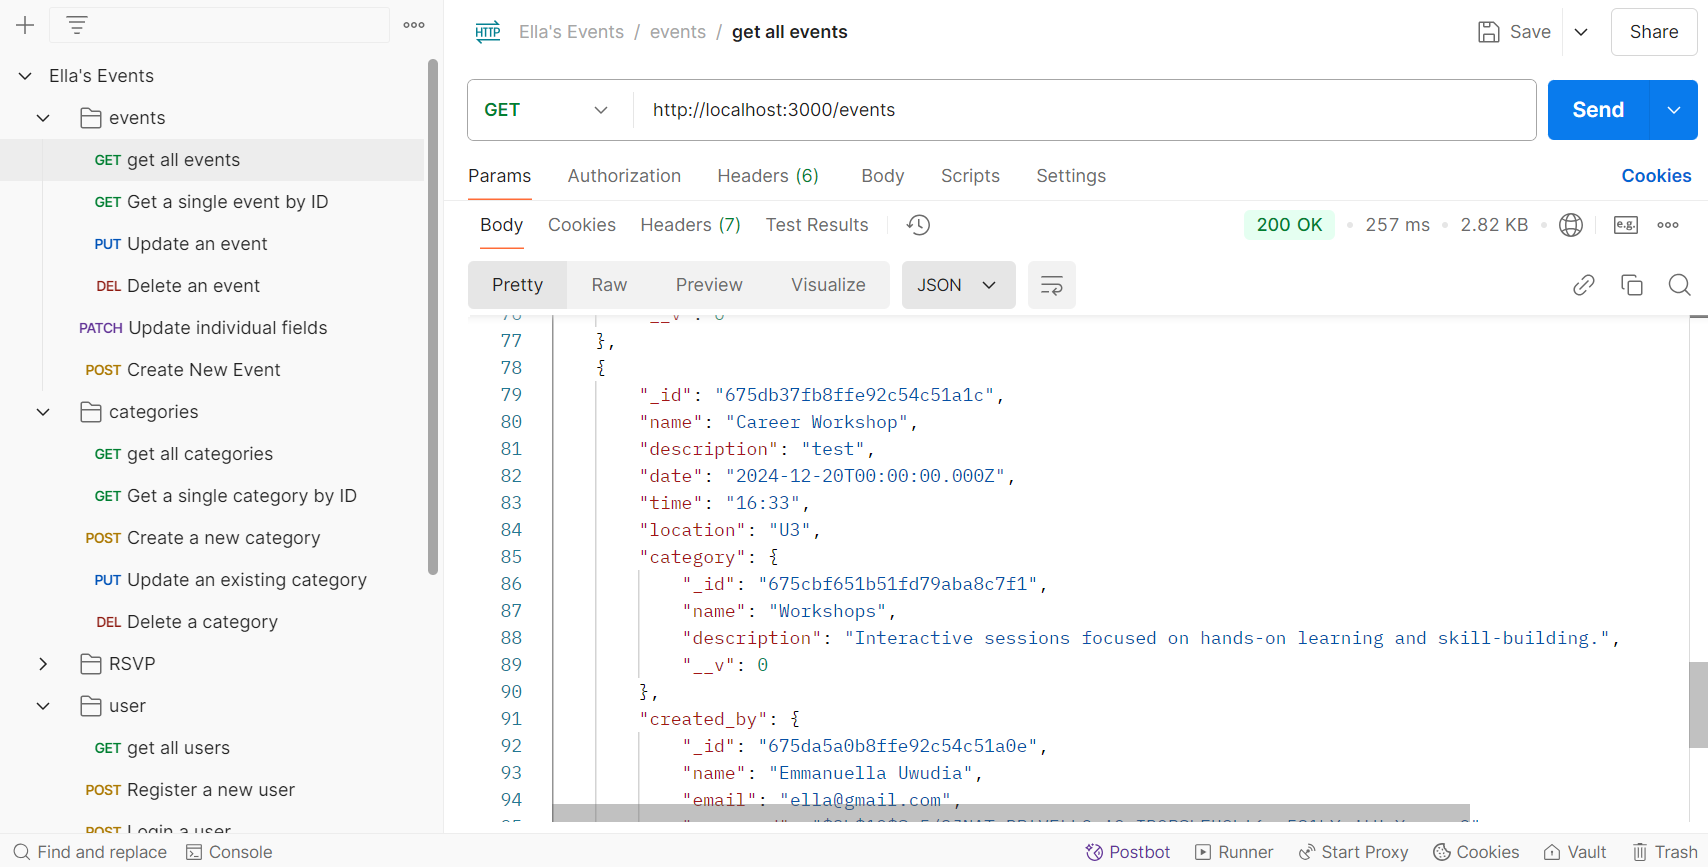 Ella's Events
events
GET get all events
GET Get a single event by ID
PUT Update an event
DEL Delete an event
PATCH Update individual fields
POST Create New Event
categories
GET get all categories
GET Get a single category by ID
POST Create a new category
PUT Update an existing category
DEL Delete a category
RSVP
user
GET get all users
POST Register a new user
POST Login a user
HTTP Ella's Events / events / get all events
Save Share
GET http://localhost:3000/events Send
Params Authorization Headers (6) Body Scripts Settings Cookies
Body Cookies Headers (7) Test Results 200 OK • 257 ms • 2.82 KB • e.g.
Pretty Raw Preview Visualize JSON
76 "__v": 0
77 },
78 {
79 "_id": "675db37fb8ffe92c54c51a1c",
80 "name": "Career Workshop",
81 "description": "test",
82 "date": "2024-12-20T00:00:00.000Z",
83 "time": "16:33",
84 "location": "U3",
85 "category": {
86 "_id": "675cbf651b51fd79aba8c7f1",
87 "name": "Workshops",
88 "description": "Interactive sessions focused on hands-on learning and skill-building.",
89 "__v": 0
90 },
91 "created_by": {
92 "_id": "675da5a0b8ffe92c54c51a0e",
93 "name": "Emmanuella Uwudia",
94 "email": "ella@gmail.com",
Find and replace Console Postbot Runner Start Proxy Cookies Vault Trash